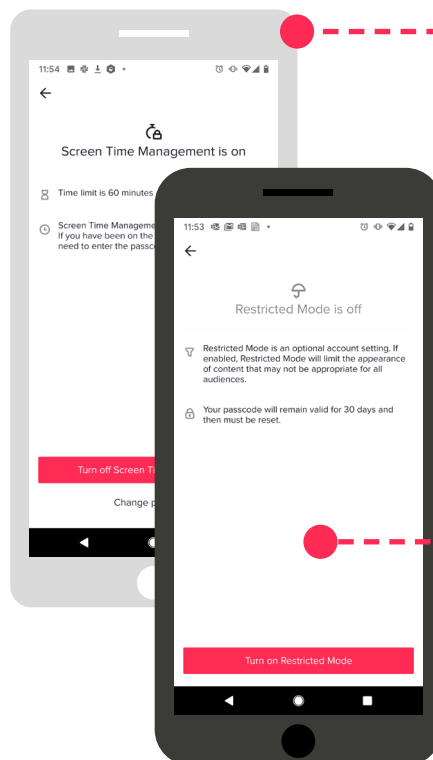 11:54
Screen Time Management is on
Time limit is 60 minutes
Screen Time Manageme
If you have been on the
need to enter the passc
Turn off Screen Ti
Change p
11:53
Restricted Mode is off
Restricted Mode is an optional account setting. If
enabled, Restricted Mode will limit the appearance
of content that may not be appropriate for all
audiences.
Your passcode will remain valid for 30 days and
then must be reset.
Turn on Restricted Mode